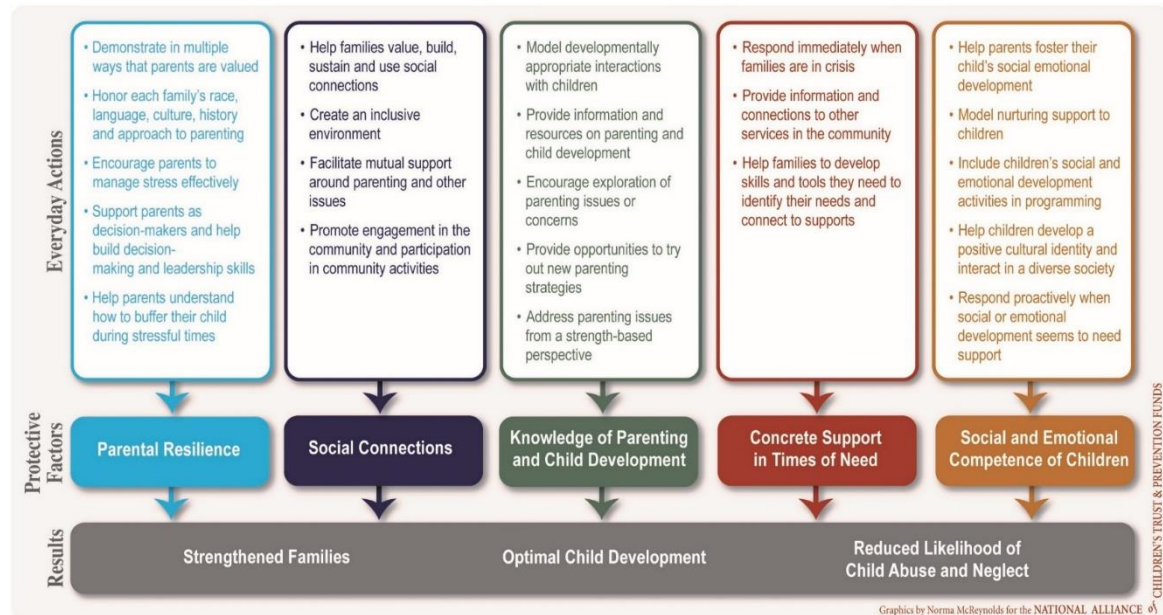 Everyday Actions
• Demonstrate in multiple
ways that parents are valued
• Honor each family's race,
language, culture, history
and approach to parenting
• Encourage parents to
manage stress effectively
• Support parents as
decision-makers and help
build decision-
making and leadership skills
• Help parents understand
how to buffer their child
during stressful times
• Help families value, build,
sustain and use social
connections
• Create an inclusive
environment
• Facilitate mutual support
around parenting and other
issues
• Promote engagement in the
community and participation
in community activities
• Model developmentally
appropriate interactions
with children
• Provide information and
resources on parenting and
child development
• Encourage exploration of
parenting issues or
concerns
• Provide opportunities to try
out new parenting
strategies
• Address parenting issues
from a strength-based
perspective
• Respond immediately when
families are in crisis
• Provide information and
connections to other
services in the community
• Help families to develop
skills and tools they need to
identify their needs and
connect to supports
• Help parents foster their
child's social emotional
development
• Model nurturing support to
children
• Include children's social and
emotional development
activities in programming
• Help children develop a
positive cultural identity and
interact in a diverse society
• Respond proactively when
social or emotional
development seems to need
support
Protective
Factors
Parental Resilience
Social Connections
Knowledge of Parenting
and Child Development
Concrete Support
in Times of Need
Social and Emotional
Competence of Children
Results
Strengthened Families
Optimal Child Development
Reduced Likelihood of
Child Abuse and Neglect
Graphics by Norma McReynolds for the NATIONAL ALLIANCE of
CHILDREN'S TRUST & PREVENTION FUNDS